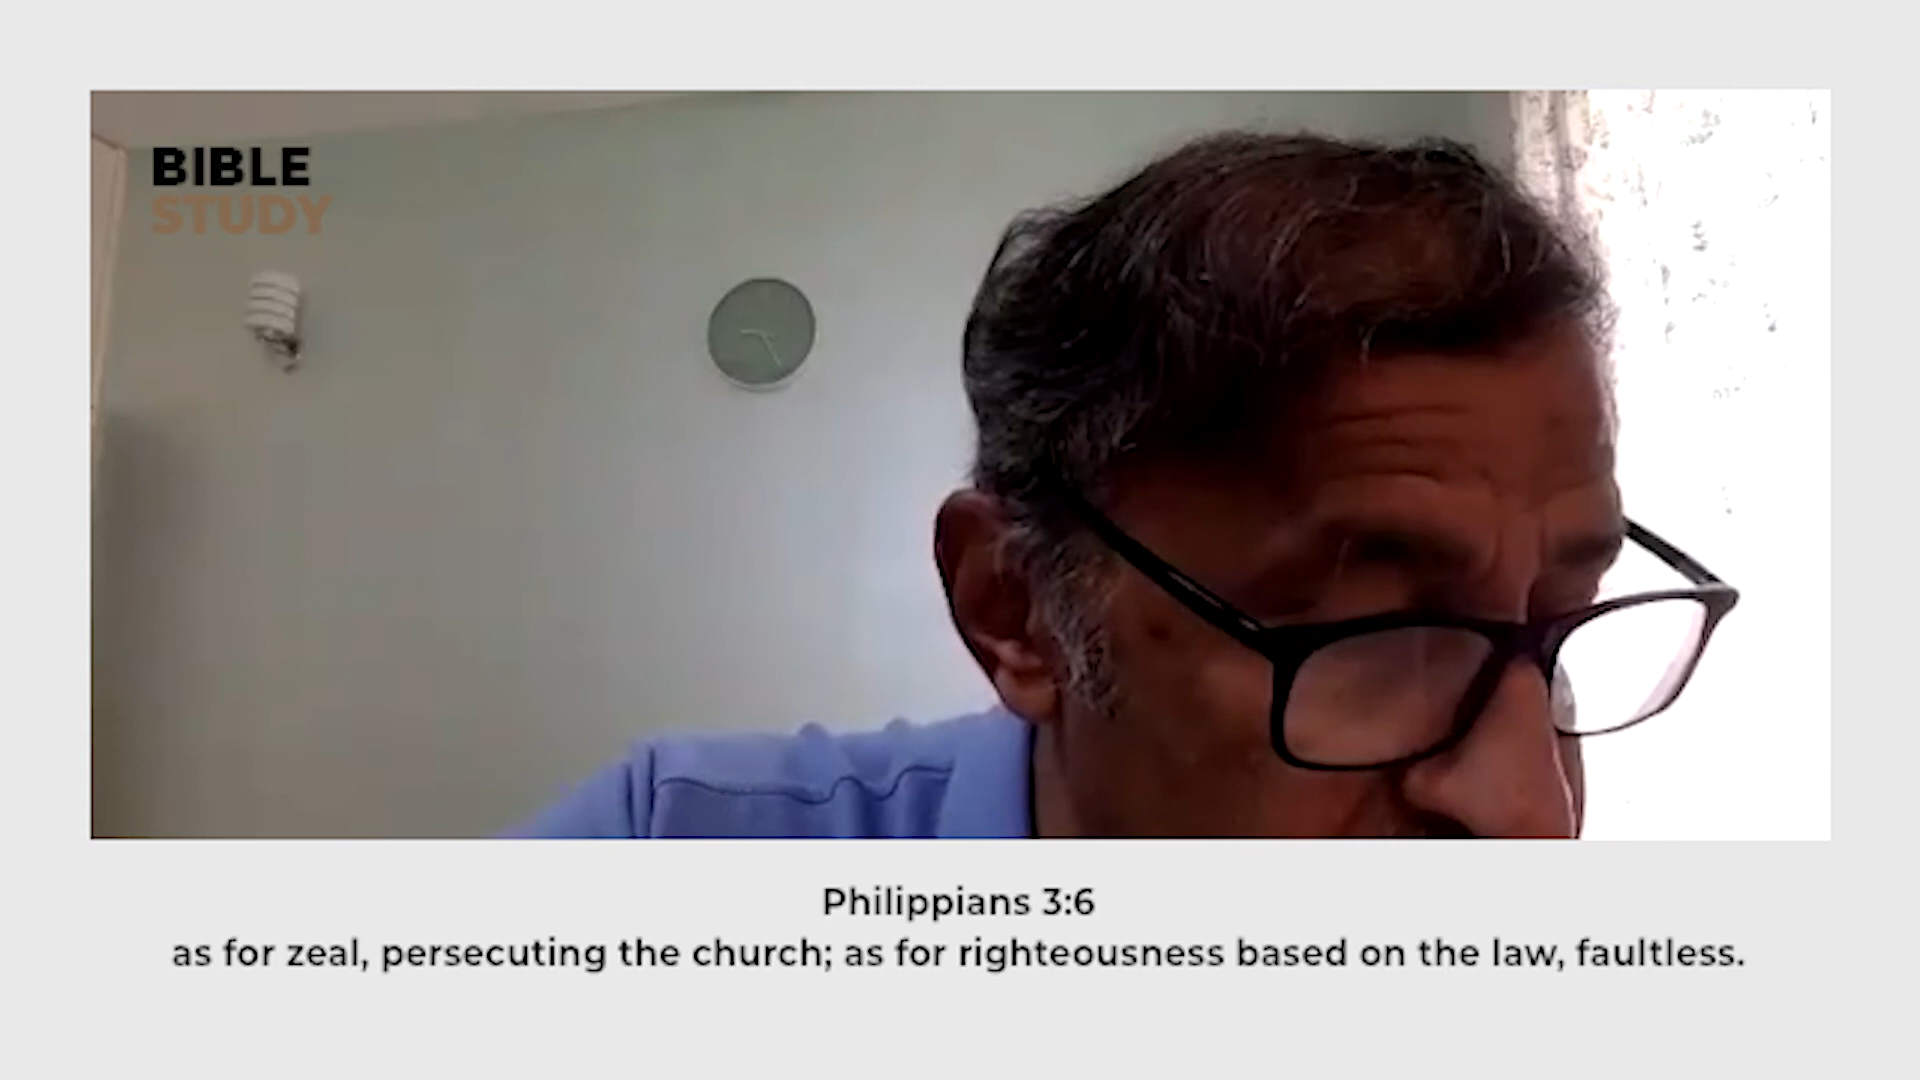 BIBLE
STUDY
Philippians 3:6
as for zeal, persecuting the church; as for righteousness based on the law, faultless.